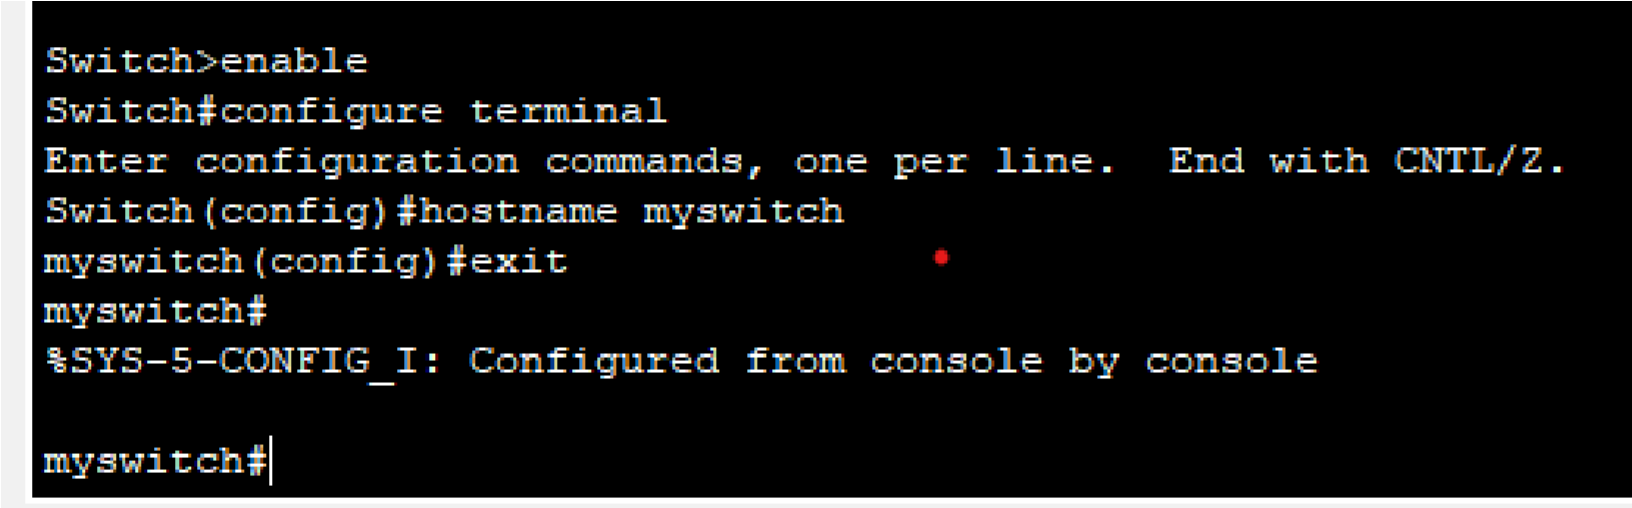 Switch>enable
Switch#configure terminal
Enter configuration commands, one per line.  End with CNTL/Z.
Switch(config)#hostname myswitch
myswitch(config)#exit
myswitch#
%SYS-5-CONFIG_I: Configured from console by console
myswitch#